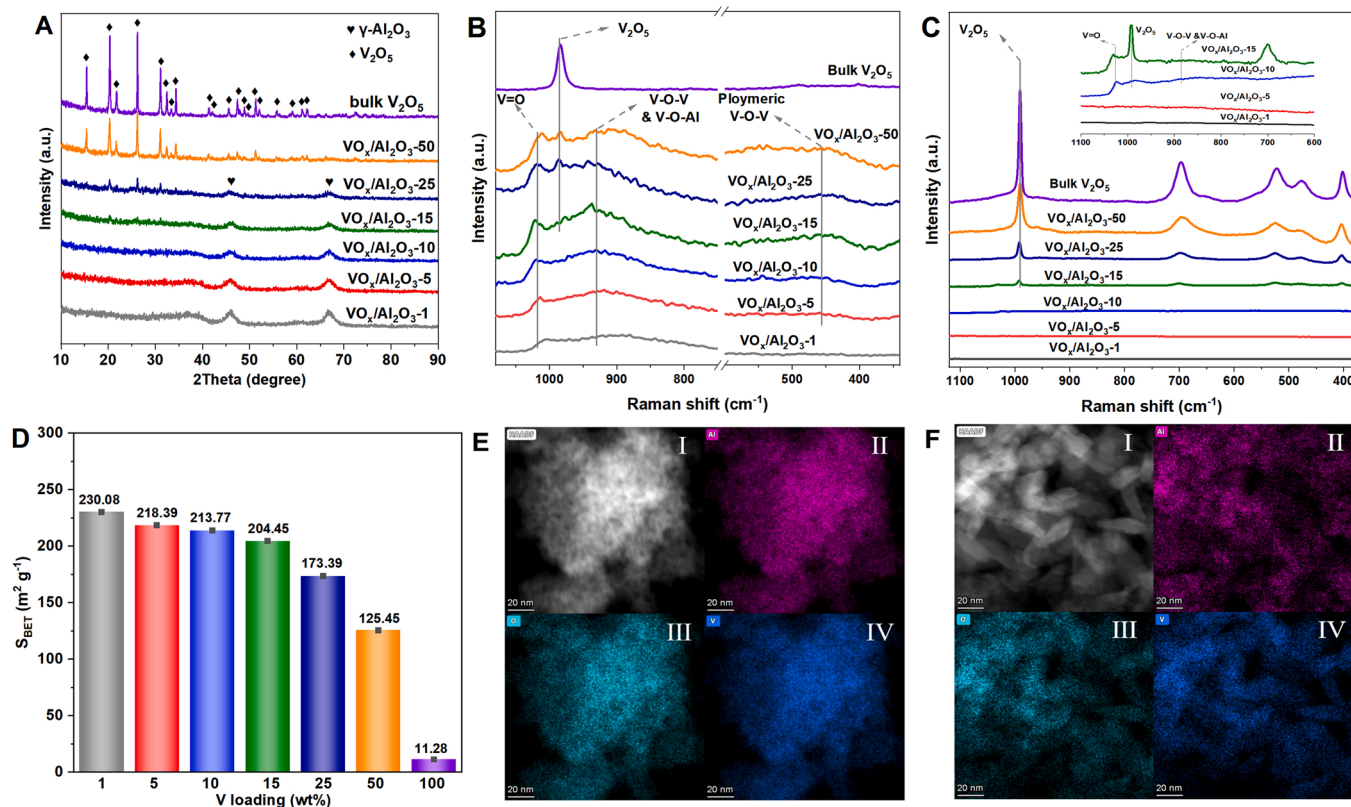 A
♥ γ-Al₂O₃
♦ V₂O₅
bulk V₂O₅
VOₓ/Al₂O₃-50
VOₓ/Al₂O₃-25
VOₓ/Al₂O₃-15
VOₓ/Al₂O₃-10
VOₓ/Al₂O₃-5
VOₓ/Al₂O₃-1
Intensity (a.u.)
10 20 30 40 50 60 70 80 90
2Theta (degree)
B
V₂O₅
Bulk V₂O₅
V=O
V-O-V
& V-O-Al
Ploymeric
V-O-V
VOₓ/Al₂O₃-50
VOₓ/Al₂O₃-25
VOₓ/Al₂O₃-15
VOₓ/Al₂O₃-10
VOₓ/Al₂O₃-5
VOₓ/Al₂O₃-1
Intensity (a.u.)
1000 900 800 500 400
Raman shift (cm⁻¹)
C
V₂O₅
V=O
V₂O₅
V-O-V &V-O-Al
VOₓ/Al₂O₃-15
VOₓ/Al₂O₃-10
VOₓ/Al₂O₃-5
VOₓ/Al₂O₃-1
1100 1000 900 800 700 600
Bulk V₂O₅
VOₓ/Al₂O₃-50
VOₓ/Al₂O₃-25
VOₓ/Al₂O₃-15
VOₓ/Al₂O₃-10
VOₓ/Al₂O₃-5
VOₓ/Al₂O₃-1
Intensity (a.u.)
1100 1000 900 800 700 600 500 400
Raman shift (cm⁻¹)
D
300
250
200
150
100
50
0
S_BET (m² g⁻¹)
230.08
218.39
213.77
204.45
173.39
125.45
11.28
1 5 10 15 25 50 100
V loading (wt%)
E
HAADF
I
20 nm
Al
II
20 nm
O
III
20 nm
V
IV
20 nm
F
HAADF
I
20 nm
Al
II
20 nm
O
III
20 nm
V
IV
20 nm